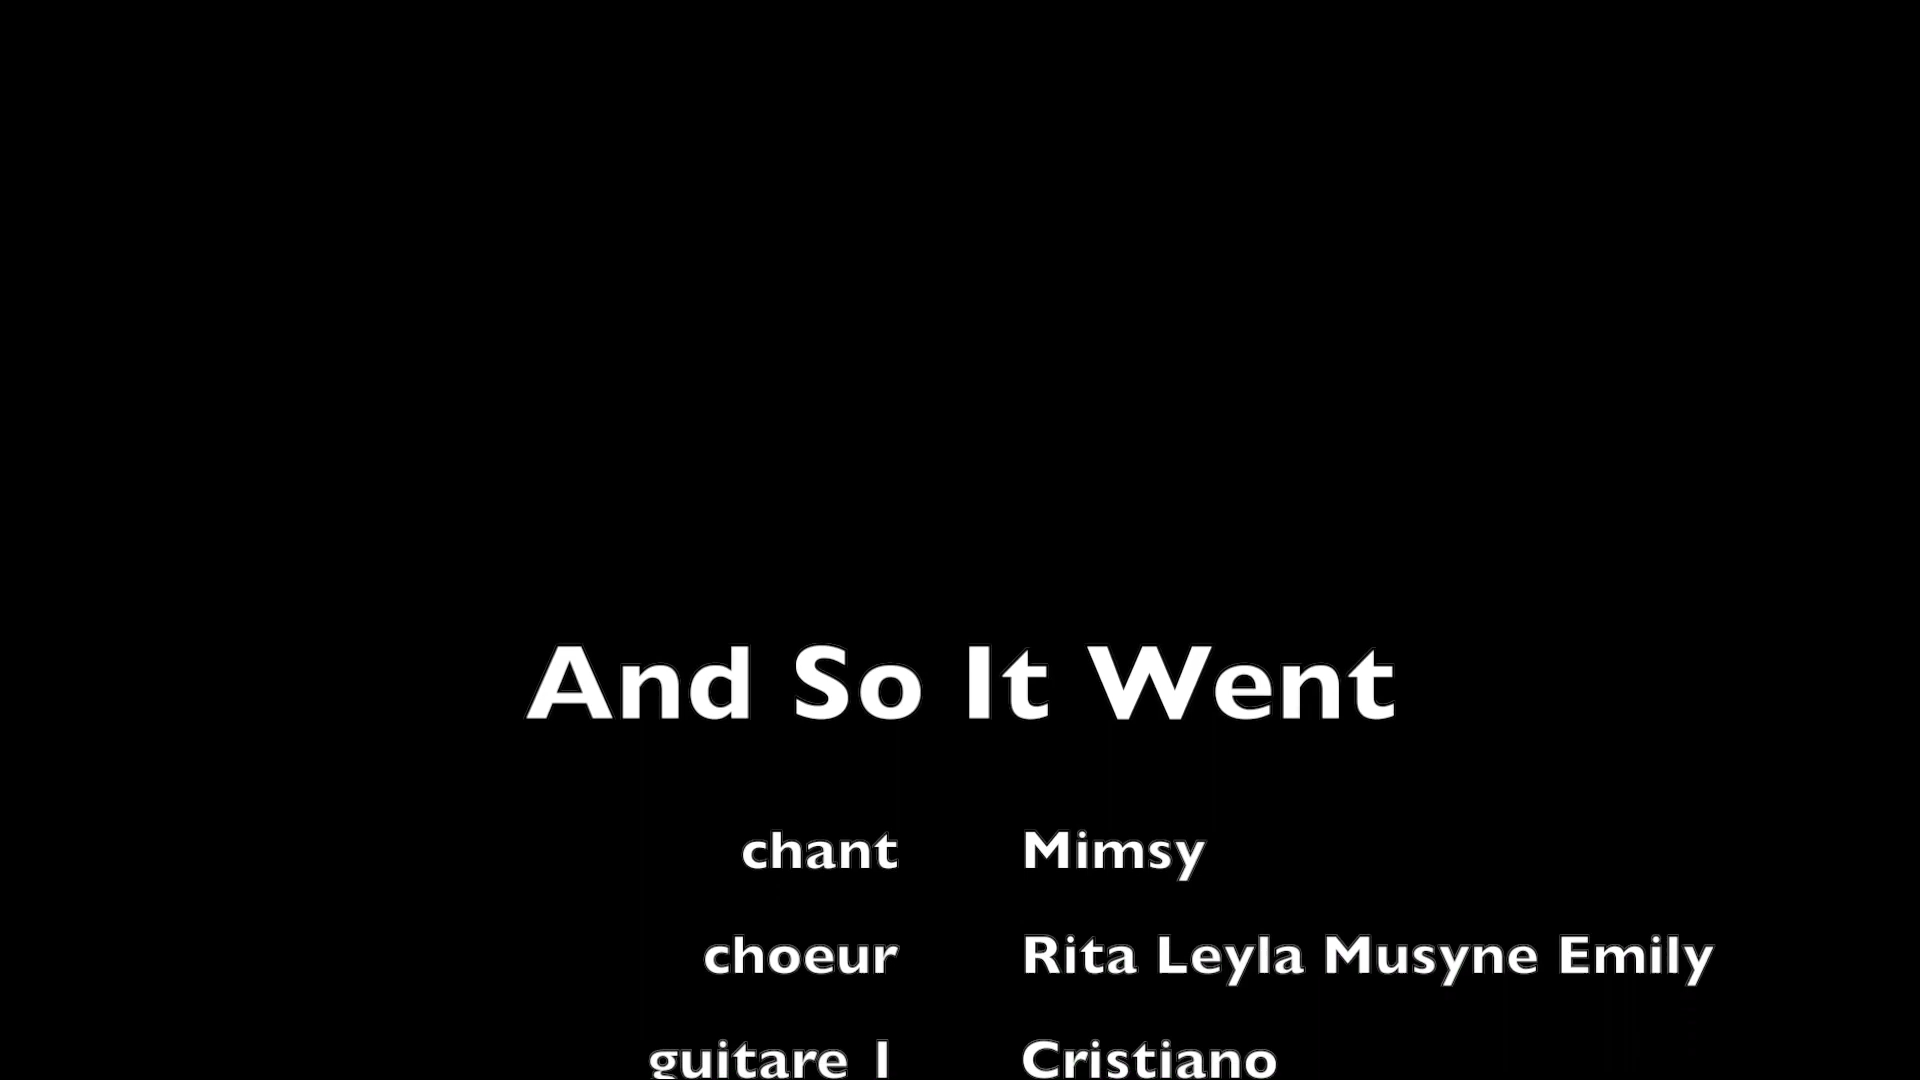 And So It Went
chant Mimsy
choeur Rita Leyla Musyne Emily
guitare 1 Cristiano